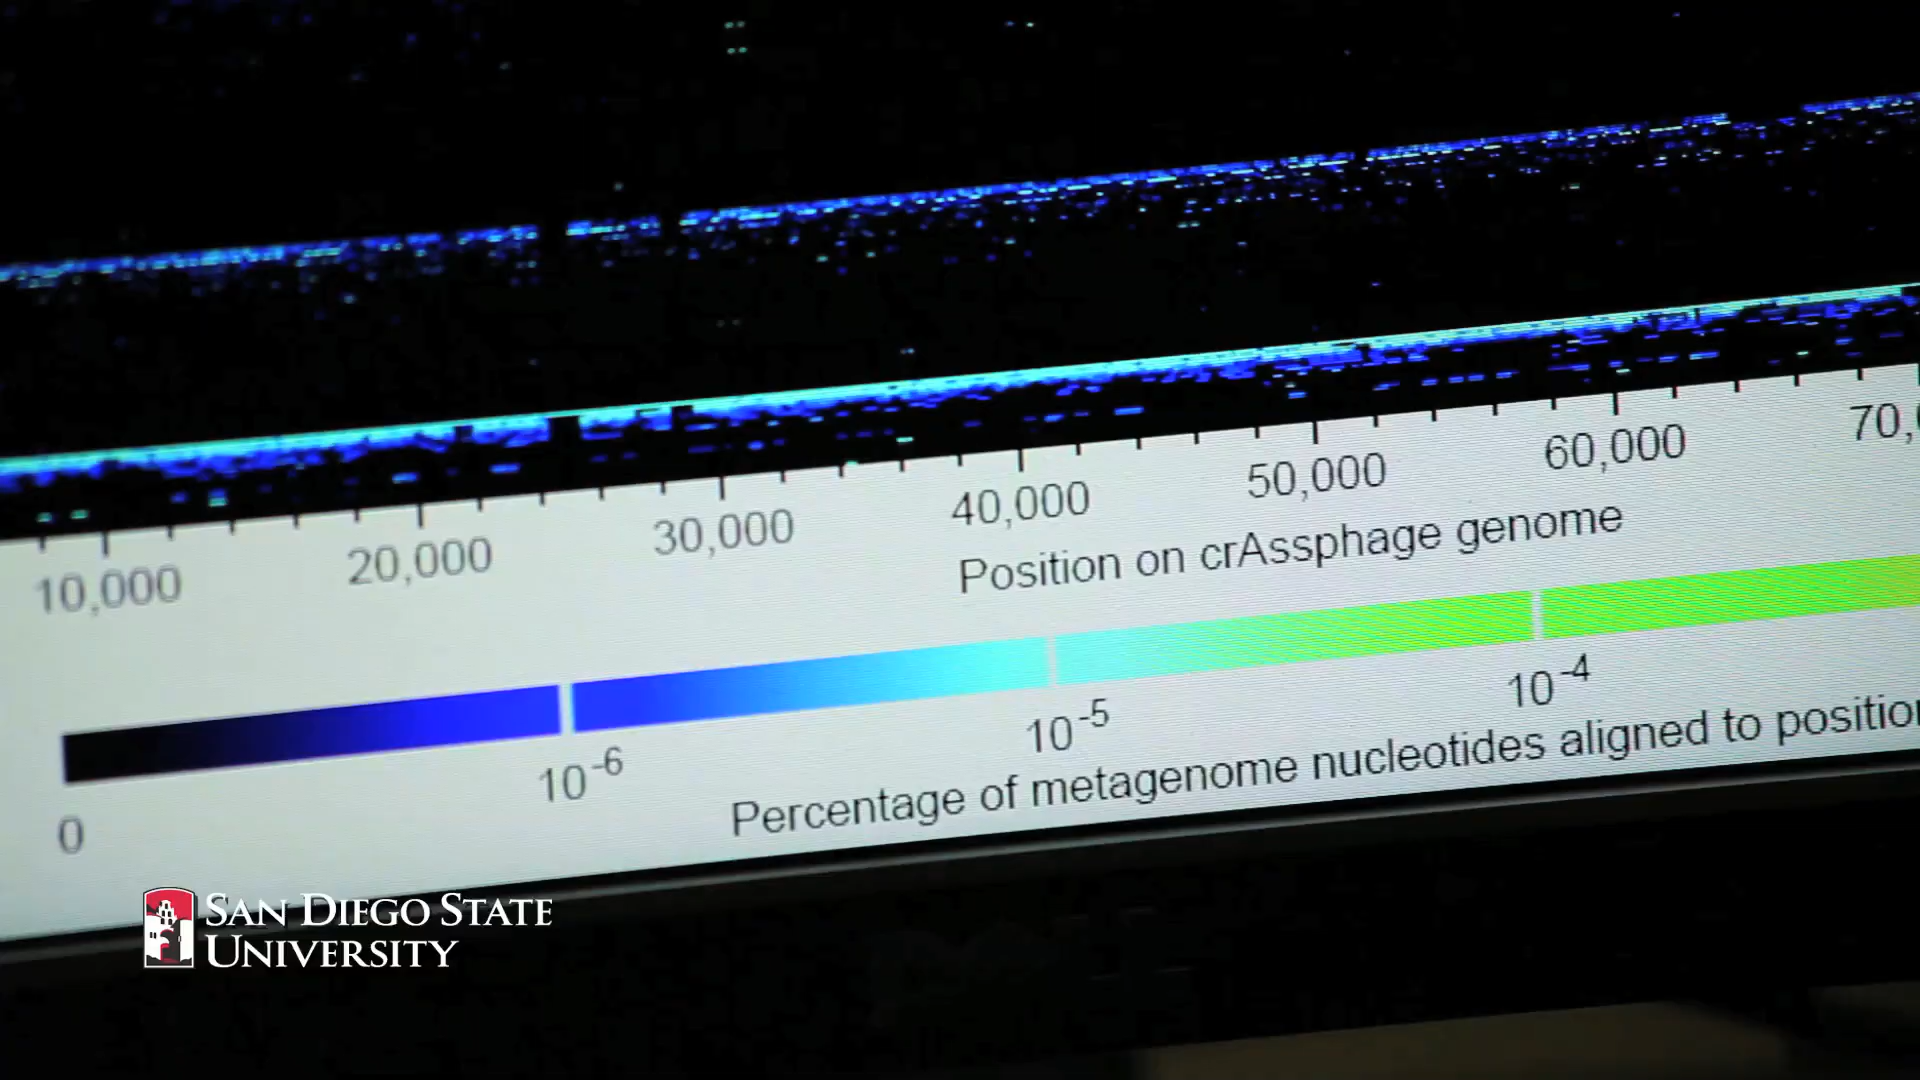 10,000
20,000
30,000
40,000
50,000
60,000
70,
Position on crAssphage genome
0
10-6
10-5
10-4
Percentage of metagenome nucleotides aligned to
SAN DIEGO STATE
UNIVERSITY